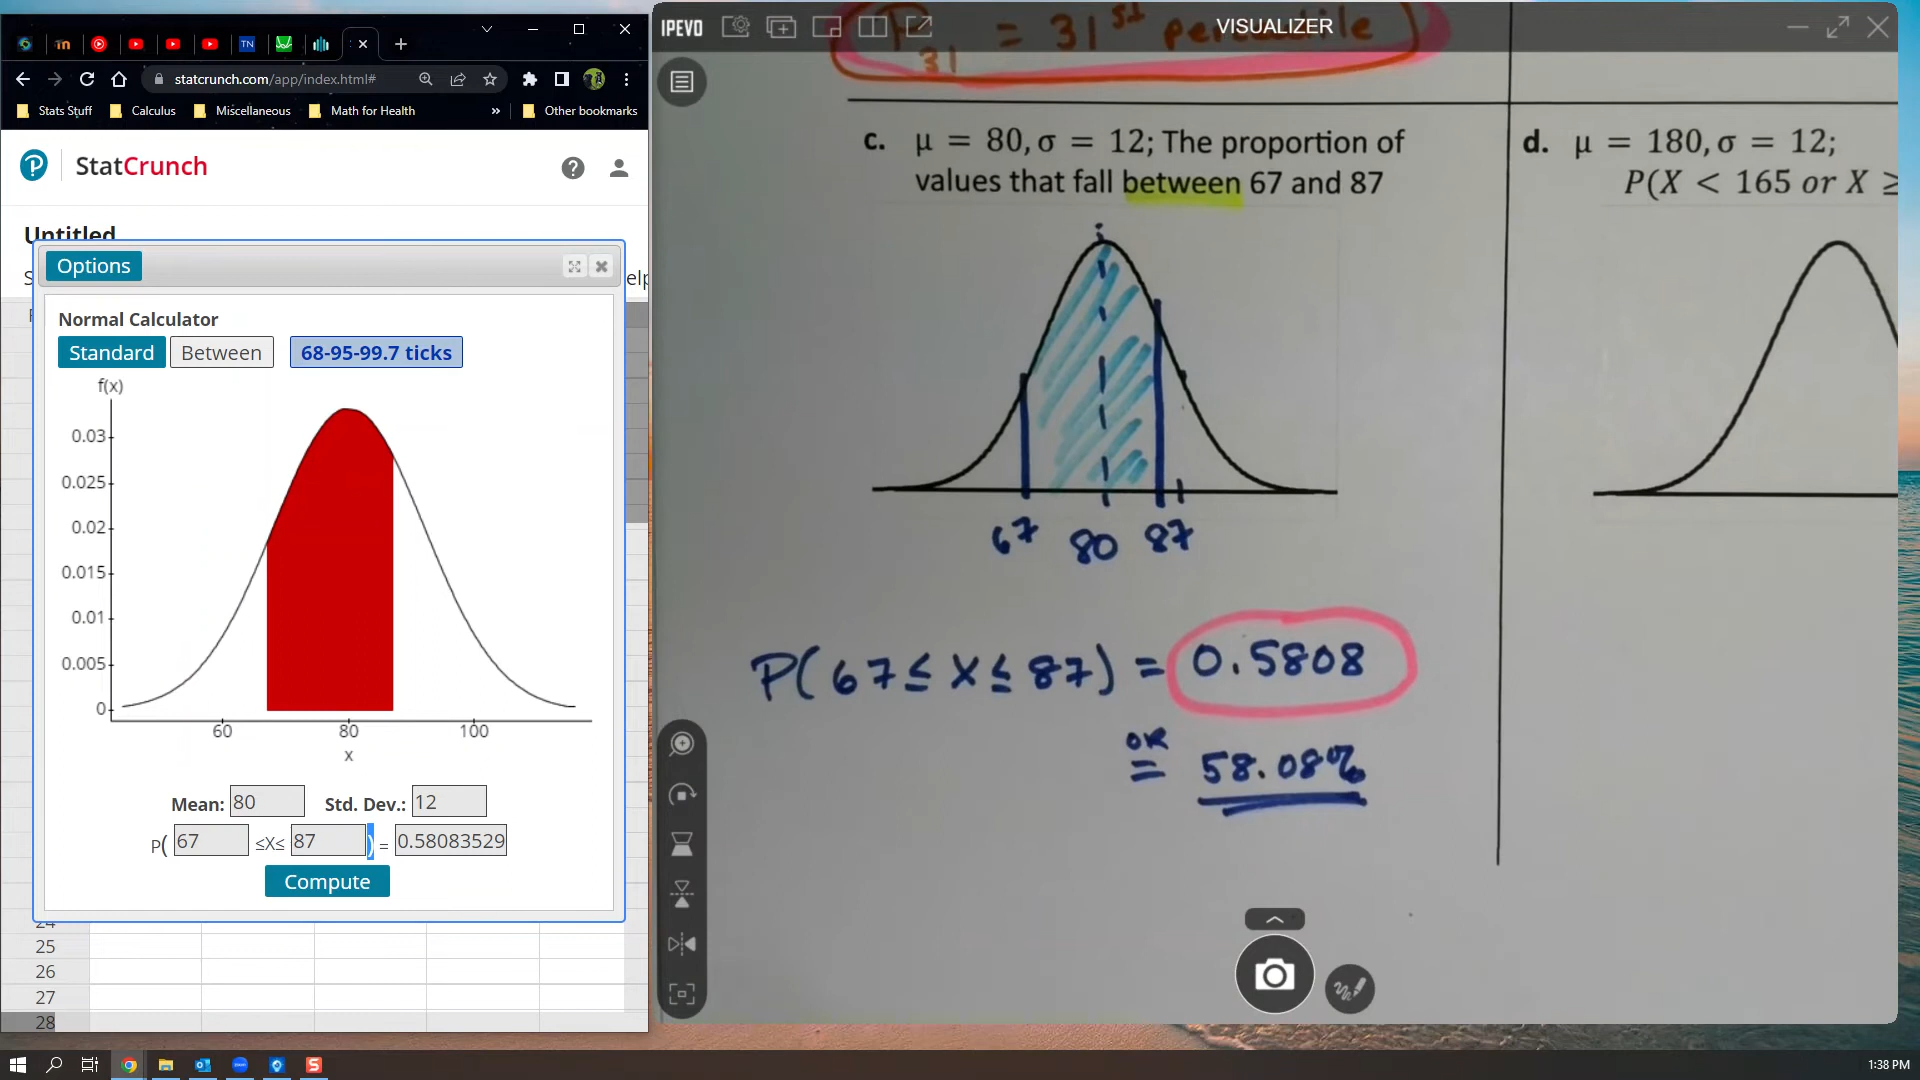 statcrunch.com/app/index.html#
Stats Stuff
Calculus
Miscellaneous
Math for Health
»
Other bookmarks
StatCrunch
Untitled
Options
Normal Calculator
Standard
Between
68-95-99.7 ticks
f(x)
0.03
0.025
0.02
0.015
0.01
0.005
0
60 80 100
x
Mean: 80 Std. Dev.: 12
P( 67 ≤X≤ 87 ) = 0.58083529
Compute
24
25
26
27
28
IPEVO
VISUALIZER
P31 = 31st percentile
c. μ = 80, σ = 12; The proportion of
values that fall between 67 and 87
67 80 87
P(67 ≤ X ≤ 87) = 0.5808
OR
= 58.08%
d. μ = 180, σ = 12;
P(X < 165 or X ≥
1:38 PM